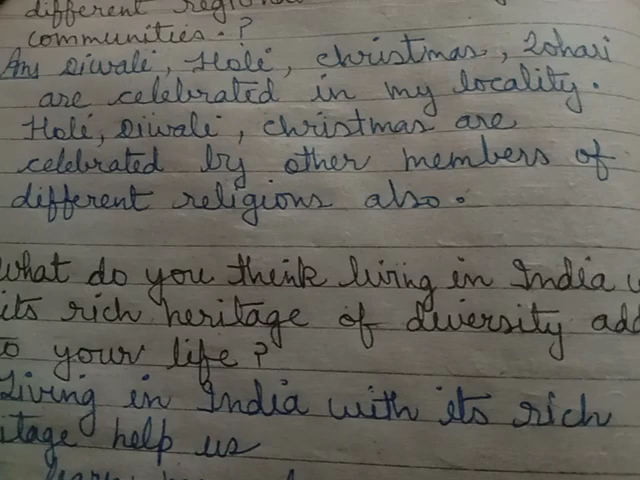 different regional
communities.?
Ans Diwali, Holi, christmas, Lohari
are celebrated in my locality.
Holi, Diwali, christmas are
celebrated by other members of
different religions also.
what do you think living in India w
its rich heritage of diversity add
to your life?
Living in India with its rich
itage help us